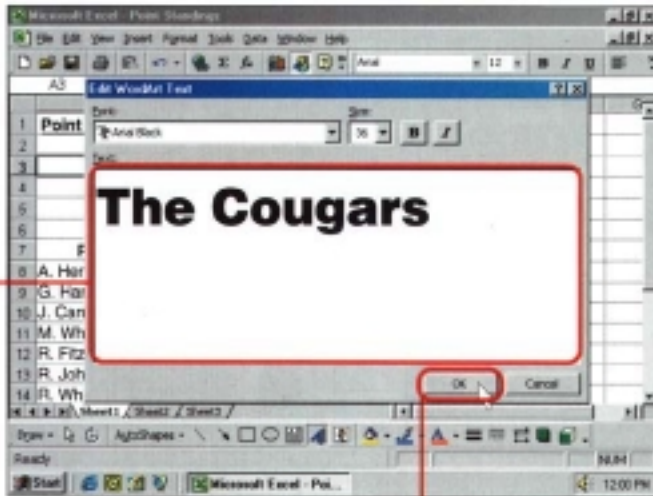 Microsoft Excel - Point Standings
File Edit View Insert Format Tools Data Window Help
Arial 12 B I U
A3
Edit WordArt Text
Font: Size:
Arial Black 36 B I
Text:
The Cougars
G
1 Point
2
3
4
5
6
7
8 A. Her
9 G. Har
10 J. Can
11 M. Wh
12 R. Fitz
13 R. Joh
14 R. Wh
OK Cancel
Sheet1 Sheet2 Sheet3
Draw AutoShapes
Ready NUM
Start Microsoft Excel - Poi... 12:00 PM